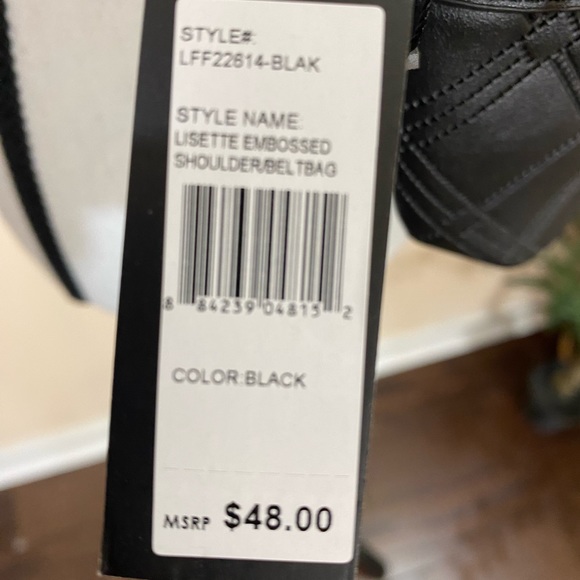 STYLE#:
LFF22614-BLAK
STYLE NAME:
LISETTE EMBOSSED
SHOULDER/BELTBAG
8 84239 04815 2
COLOR:BLACK
MSRP $48.00